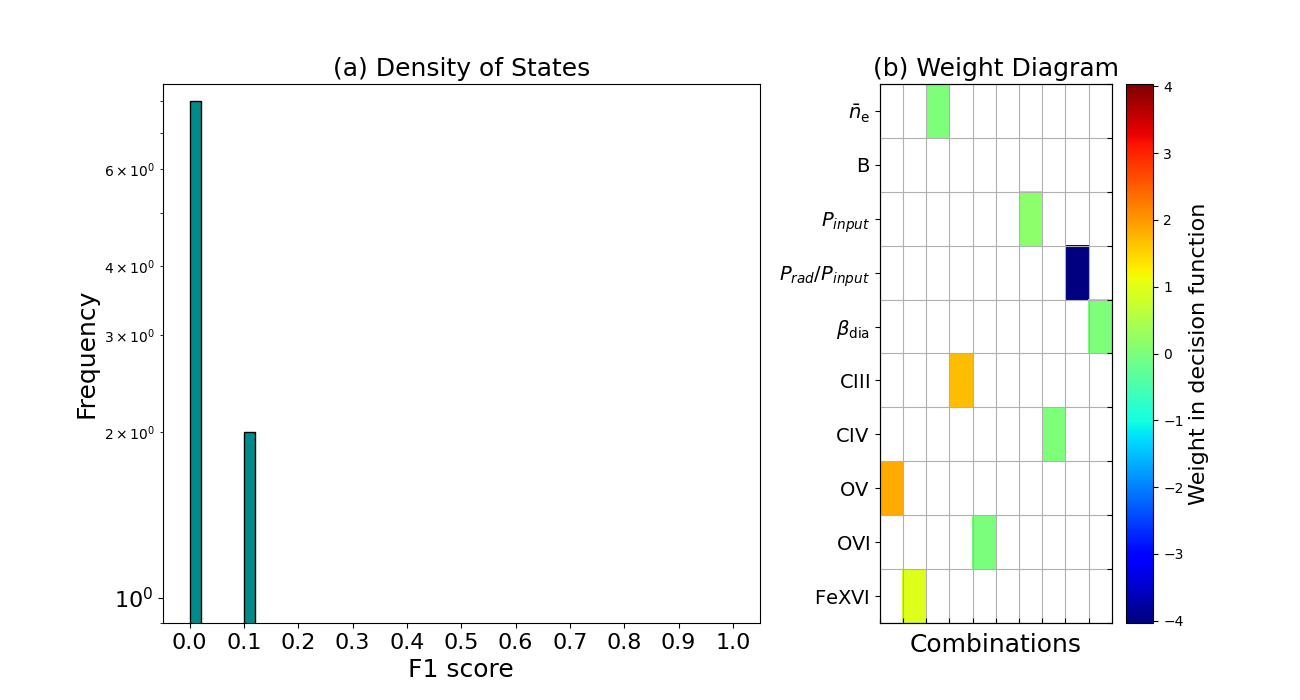 (a) Density of States
Frequency
6 × 10⁰
4 × 10⁰
3 × 10⁰
2 × 10⁰
10⁰
0.0 0.1 0.2 0.3 0.4 0.5 0.6 0.7 0.8 0.9 1.0
F1 score
(b) Weight Diagram
n̄e
B
Pinput
Prad/Pinput
βdia
CIII
CIV
OV
OVI
FeXVI
Combinations
4
3
2
1
0
−1
−2
−3
−4
Weight in decision function